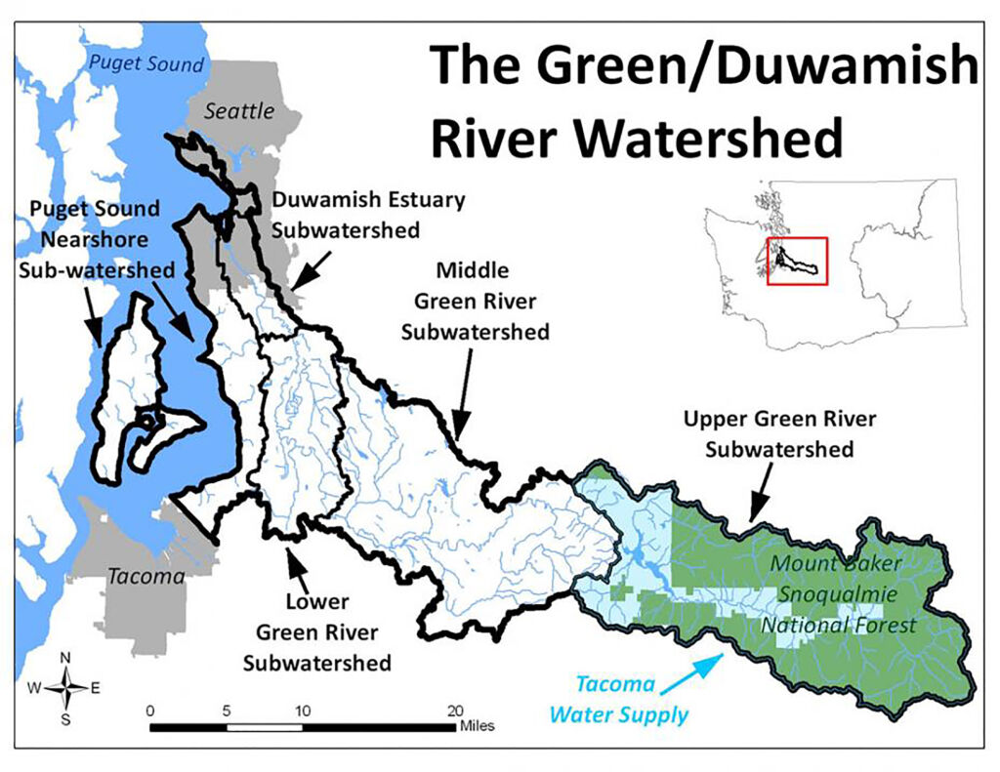 The Green/Duwamish
River Watershed
Puget Sound
Seattle
Puget Sound
Nearshore
Sub-watershed
Duwamish Estuary
Subwatershed
Middle
Green River
Subwatershed
Upper Green River
Subwatershed
Mount Baker
Snoqualmie
National Forest
Tacoma
Lower
Green River
Subwatershed
Tacoma
Water Supply
N
W E
S
0 5 10 20
Miles